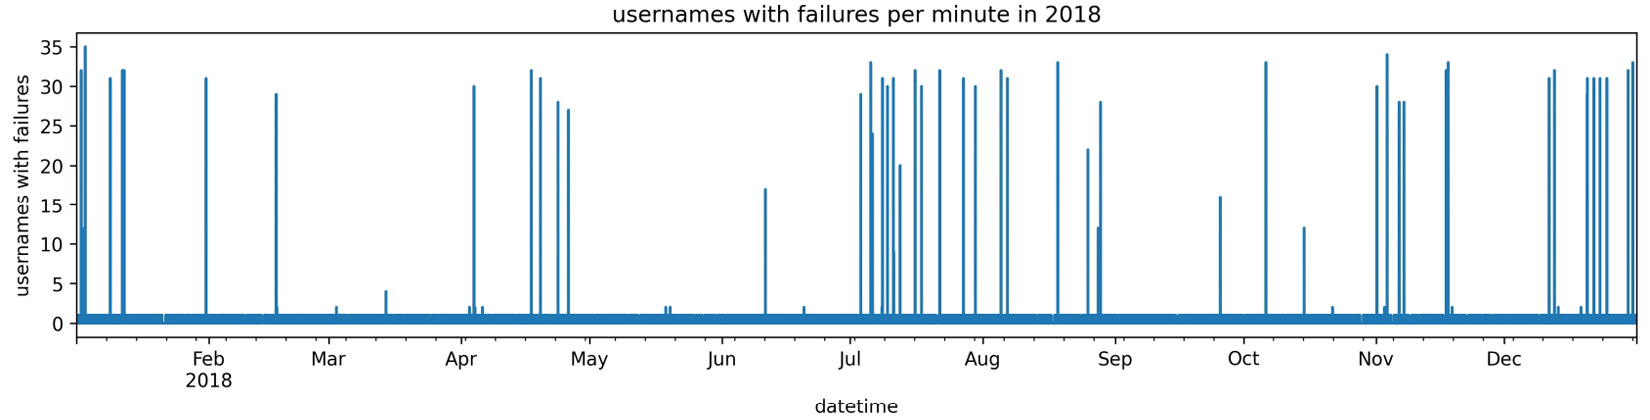 usernames with failures per minute in 2018
usernames with failures
35
30
25
20
15
10
5
0
Feb Mar Apr May Jun Jul Aug Sep Oct Nov Dec
2018
datetime